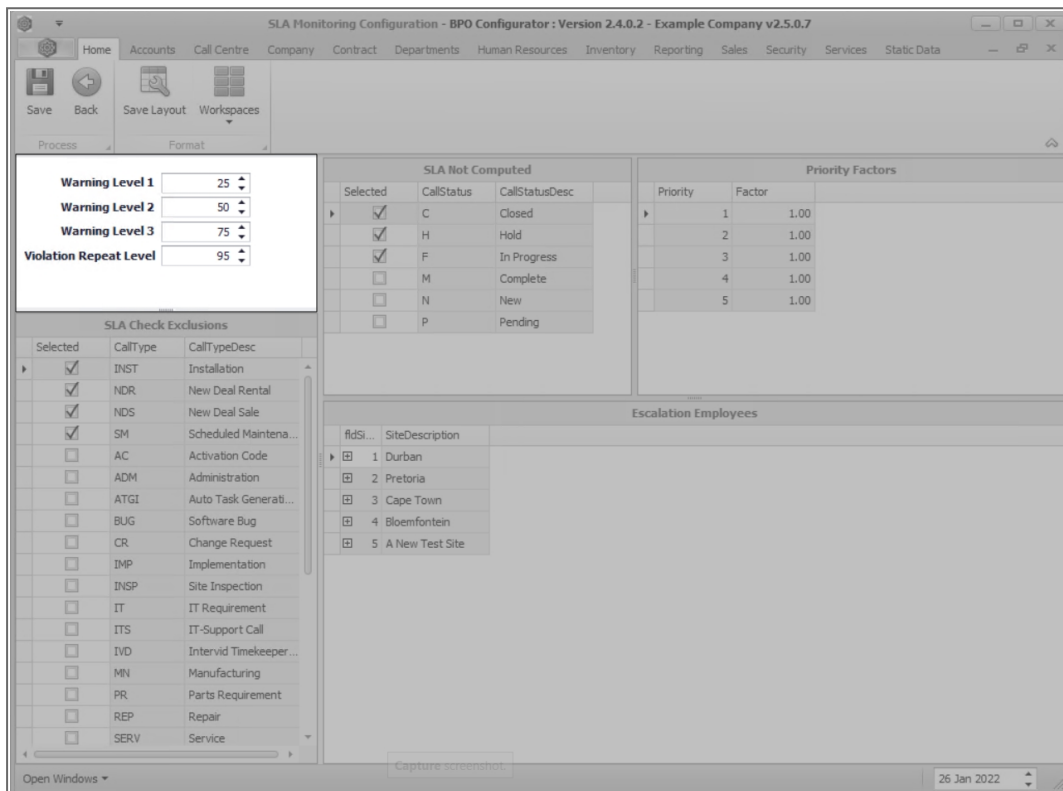 SLA Monitoring Configuration - BPO Configurator : Version 2.4.0.2 - Example Company v2.5.0.7
Home Accounts Call Centre Company Contract Departments Human Resources Inventory Reporting Sales Security Services Static Data
Save Back Save Layout Workspaces
Process Format
Warning Level 1 25
Warning Level 2 50
Warning Level 3 75
Violation Repeat Level 95
SLA Check Exclusions
Selected CallType CallTypeDesc
INST Installation
NDR New Deal Rental
NDS New Deal Sale
SM Scheduled Maintena...
AC Activation Code
ADM Administration
ATGI Auto Task Generati...
BUG Software Bug
CR Change Request
IMP Implementation
INSP Site Inspection
IT IT Requirement
ITS IT-Support Call
IVD Intervid Timekeeper...
MN Manufacturing
PR Parts Requirement
REP Repair
SERV Service
SLA Not Computed
Selected CallStatus CallStatusDesc
C Closed
H Hold
F In Progress
M Complete
N New
P Pending
Priority Factors
Priority Factor
1 1.00
2 1.00
3 1.00
4 1.00
5 1.00
Escalation Employees
fldSi... SiteDescription
1 Durban
2 Pretoria
3 Cape Town
4 Bloemfontein
5 A New Test Site
Capture screenshot.
Open Windows 26 Jan 2022